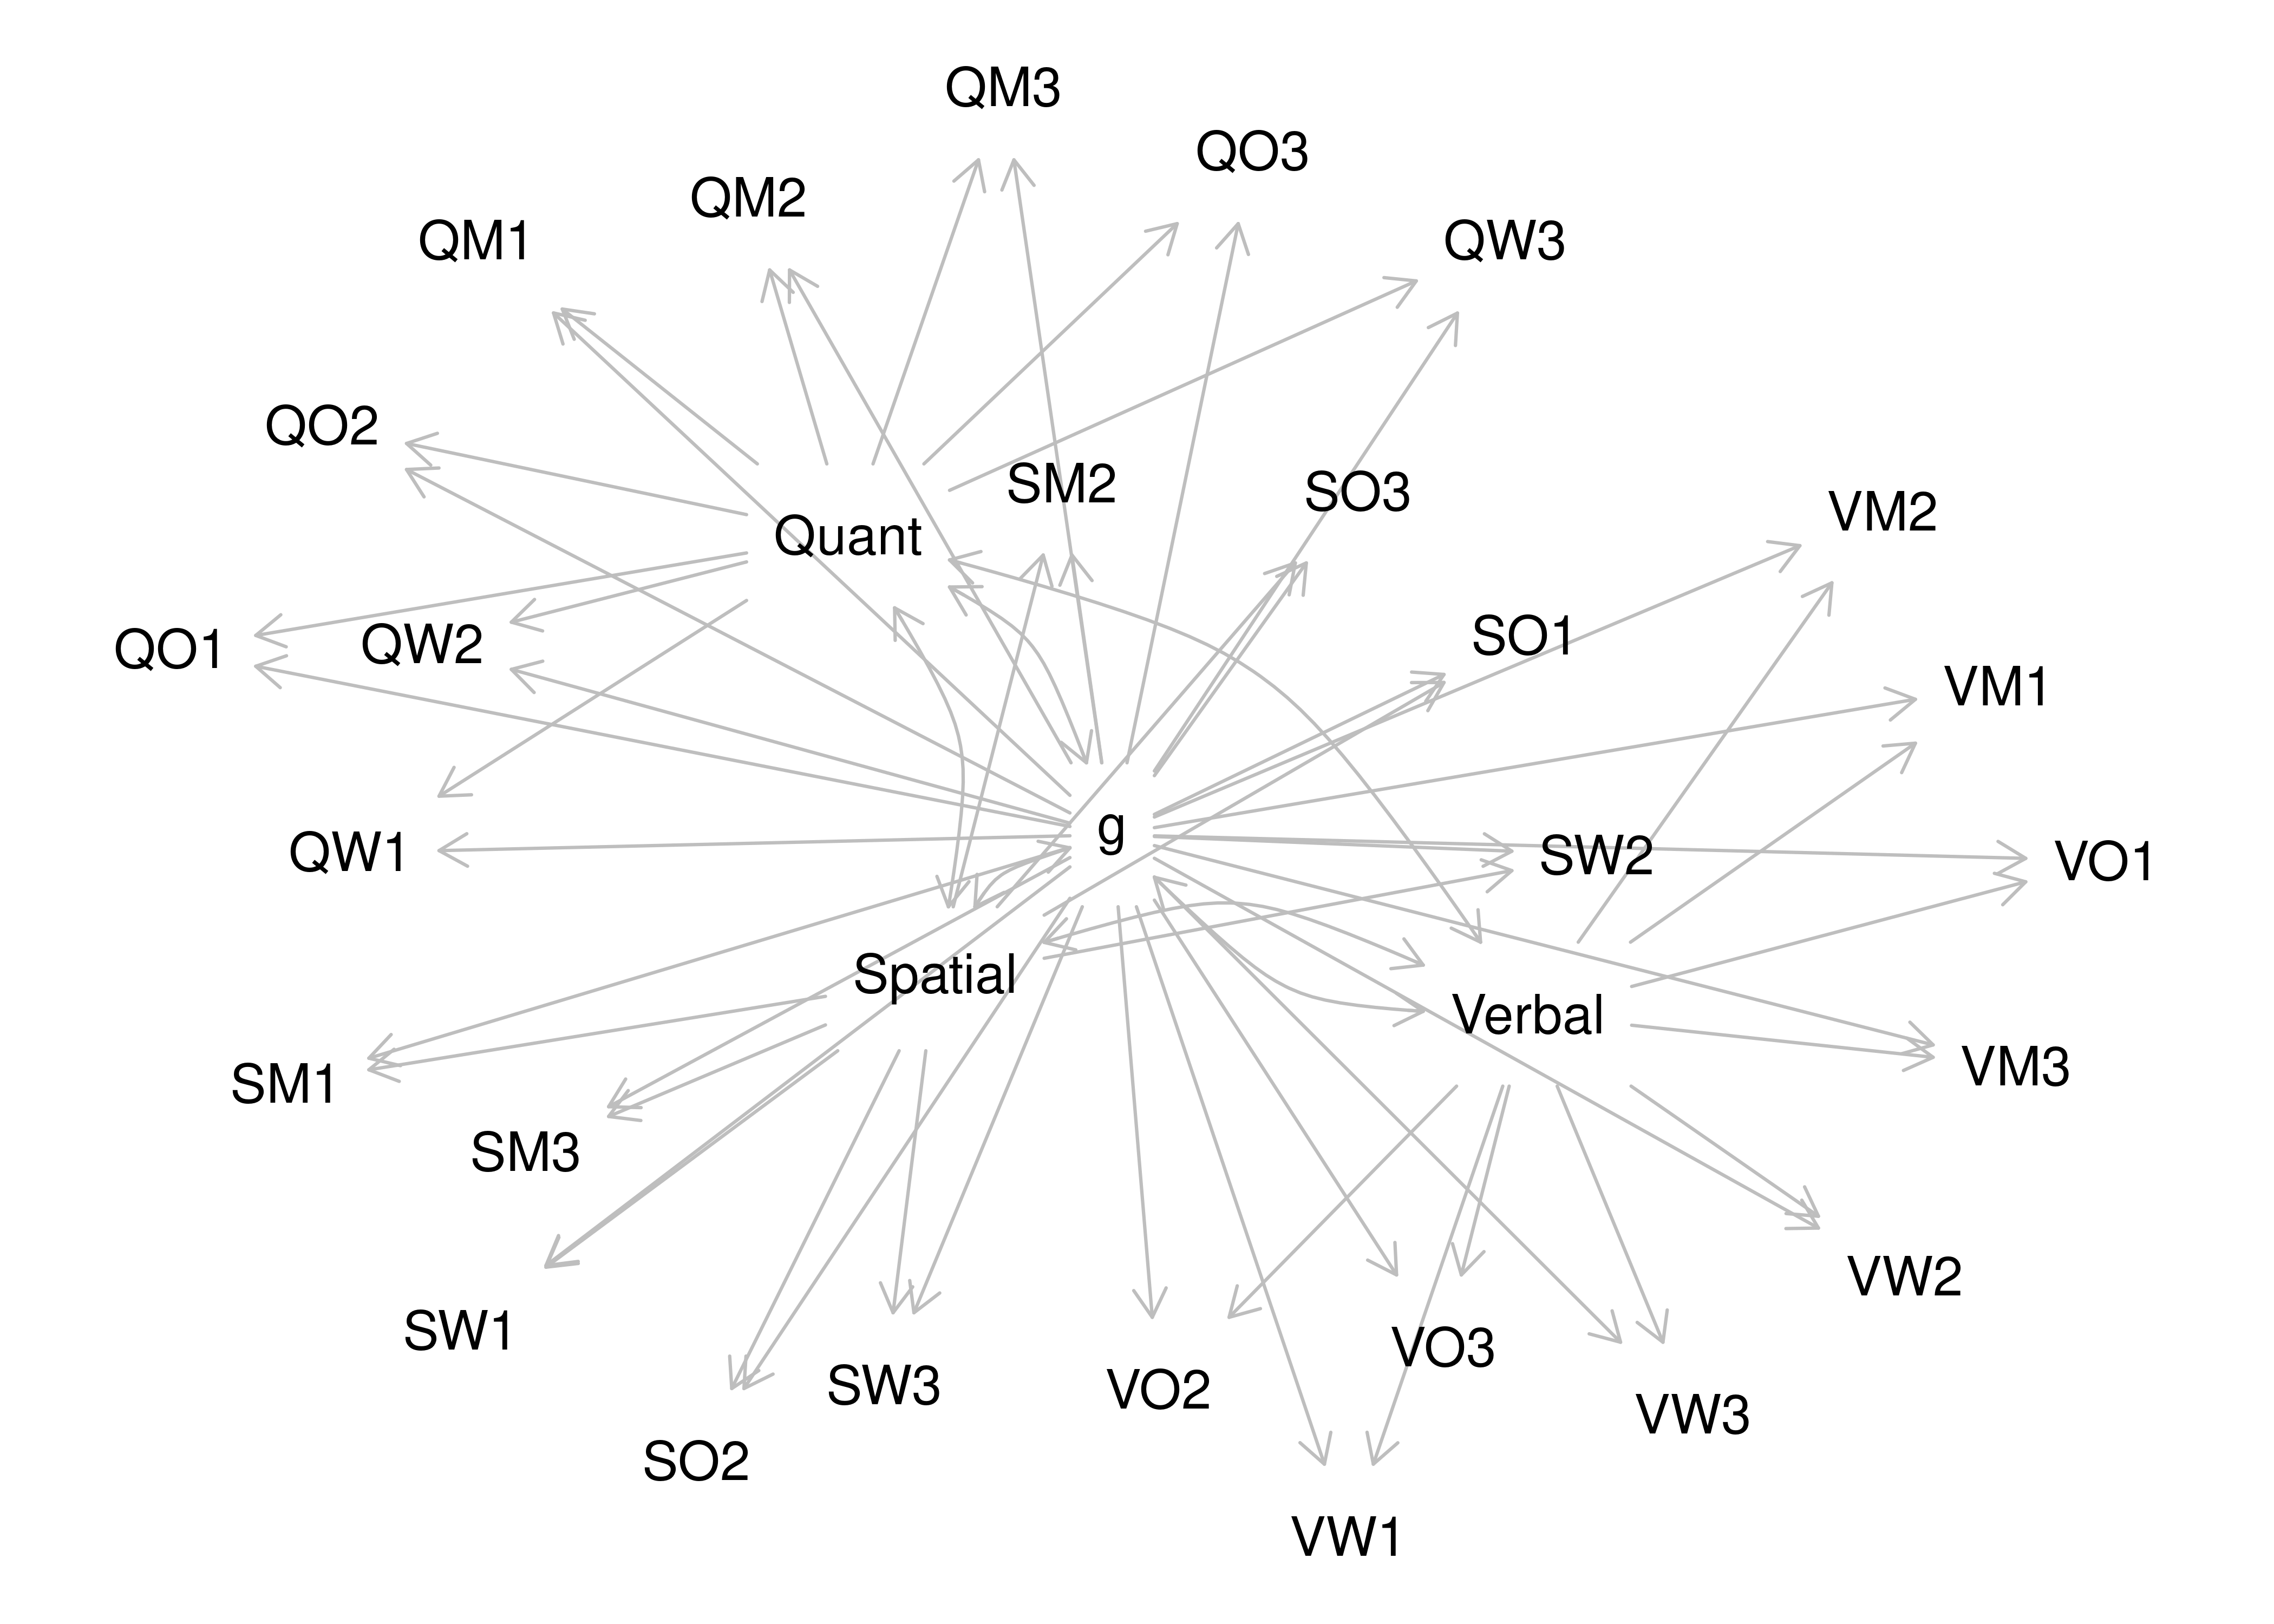 QM3
QO3
QM2
QM1
QW3
QO2
SM2
SO3
VM2
Quant
SO1
QO1
QW2
VM1
g
QW1
SW2
VO1
Spatial
Verbal
VM3
SM1
SM3
VW2
SW1
VO3
SW3
VO2
VW3
SO2
VW1